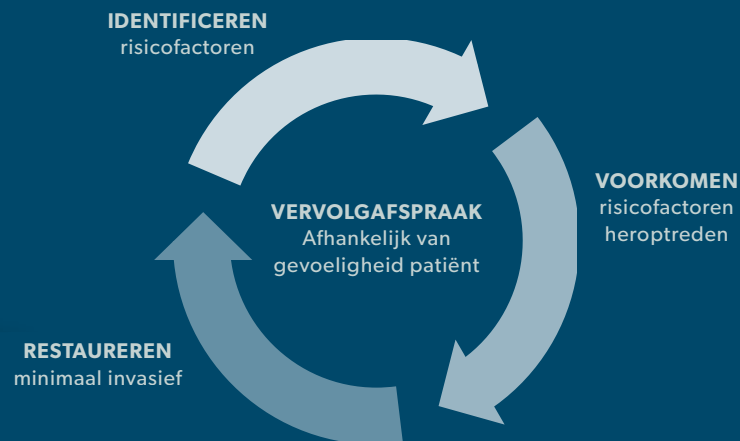 IDENTIFICEREN
risicofactoren
VOORKOMEN
risicofactoren
heroptreden
VERVOLGAFSPRAAK
Afhankelijk van
gevoeligheid patiënt
RESTAUREREN
minimaal invasief